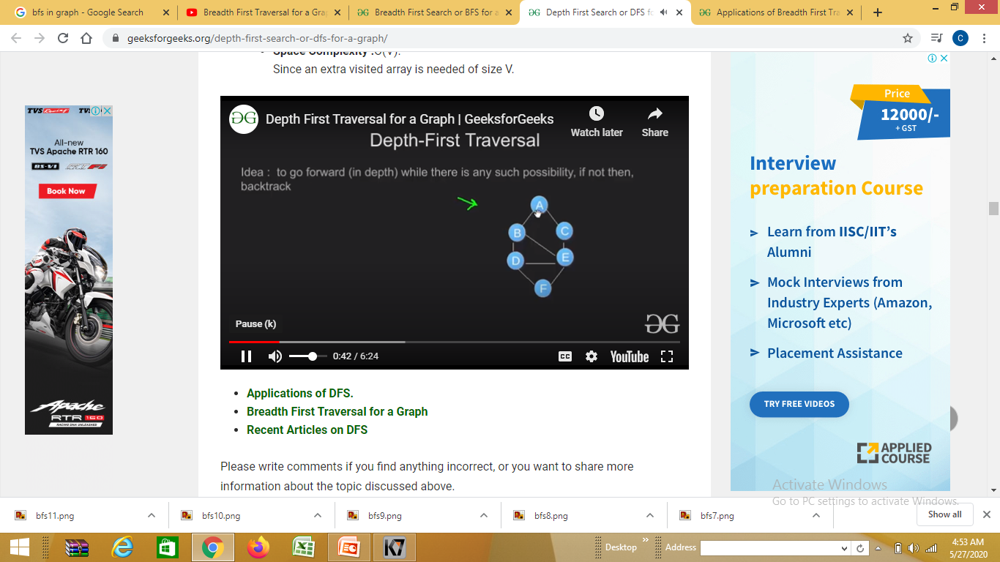 bfs in graph - Google Search
Breadth First Traversal for a Gra
Breadth First Search or BFS for a
Depth First Search or DFS fo
Applications of Breadth First Tra
geeksforgeeks.org/depth-first-search-or-dfs-for-a-graph/
C
Space Complexity :O(V).
Since an extra visited array is needed of size V.
Depth First Traversal for a Graph | GeeksforGeeks
Watch later
Share
Depth-First Traversal
Idea : to go forward (in depth) while there is any such possibility, if not then,
backtrack
A
B
C
D
E
F
Pause (k)
0:42 / 6:24
CC
YouTube
• Applications of DFS.
• Breadth First Traversal for a Graph
• Recent Articles on DFS
Please write comments if you find anything incorrect, or you want to share more
information about the topic discussed above.
TVS Racing
TVS
All-new
TVS Apache RTR 160
BS-VI
Book Now
Apache
RTR 160
RACING DNA UNLEASHED
Price
12000/-
+ GST
Interview
preparation Course
Learn from IISC/IIT's
Alumni
Mock Interviews from
Industry Experts (Amazon,
Microsoft etc)
Placement Assistance
TRY FREE VIDEOS
APPLIED
COURSE
Activate Windows
Go to PC settings to activate Windows.
bfs11.png
bfs10.png
bfs9.png
bfs8.png
bfs7.png
Show all
K7
Desktop
Address
4:53 AM
5/27/2020